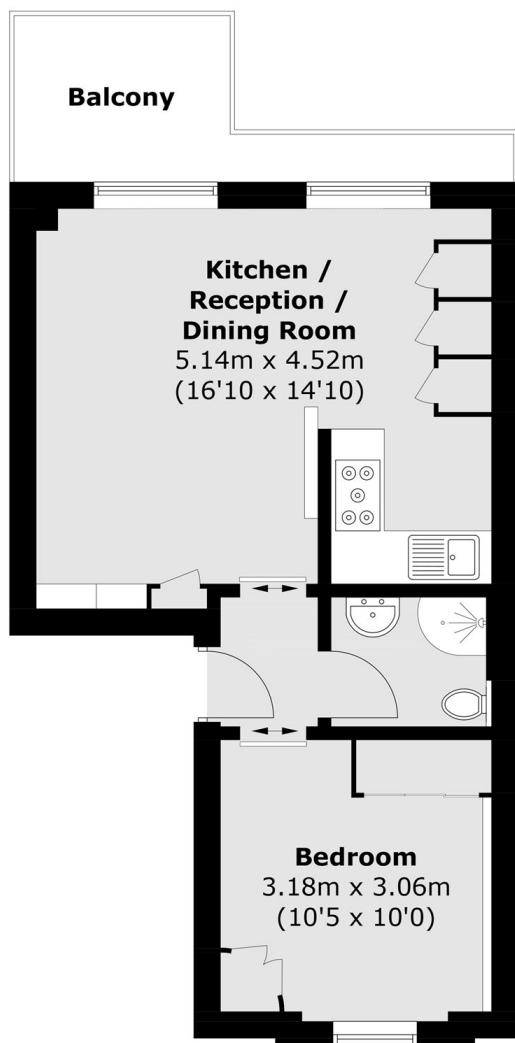 Balcony
Kitchen /
Reception /
Dining Room
5.14m x 4.52m
(16'10 x 14'10)
Bedroom
3.18m x 3.06m
(10'5 x 10'0)